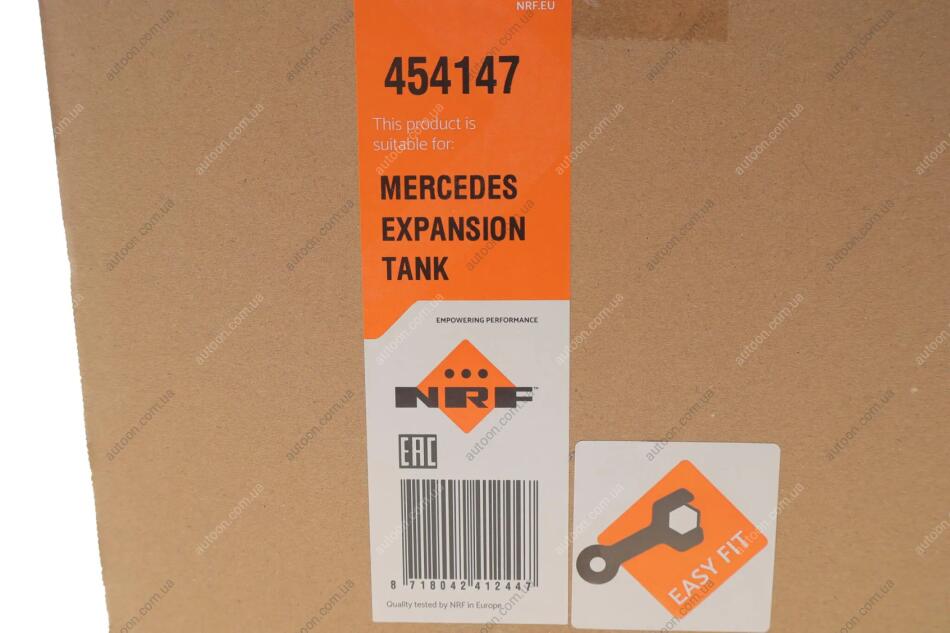 NRF.EU
454147
This product is
suitable for:
MERCEDES
EXPANSION
TANK
EMPOWERING PERFORMANCE
NRF™
EAC
8 718042 412447
Quality tested by NRF in Europe
EASY FIT
autoon.com.ua